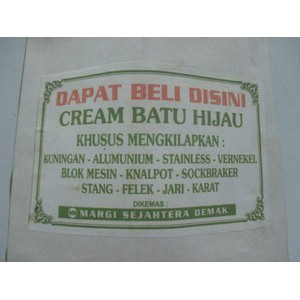 DAPAT BELI DISINI
CREAM BATU HIJAU
KHUSUS MENGKILAPKAN :
KUNINGAN - ALUMUNIUM - STAINLESS - VERNEKEL
BLOK MESIN - KNALPOT - SOCKBRAKER
STANG - FELEK - JARI - KARAT
DIKEMAS :
MARGI SEJAHTERA DEMAK